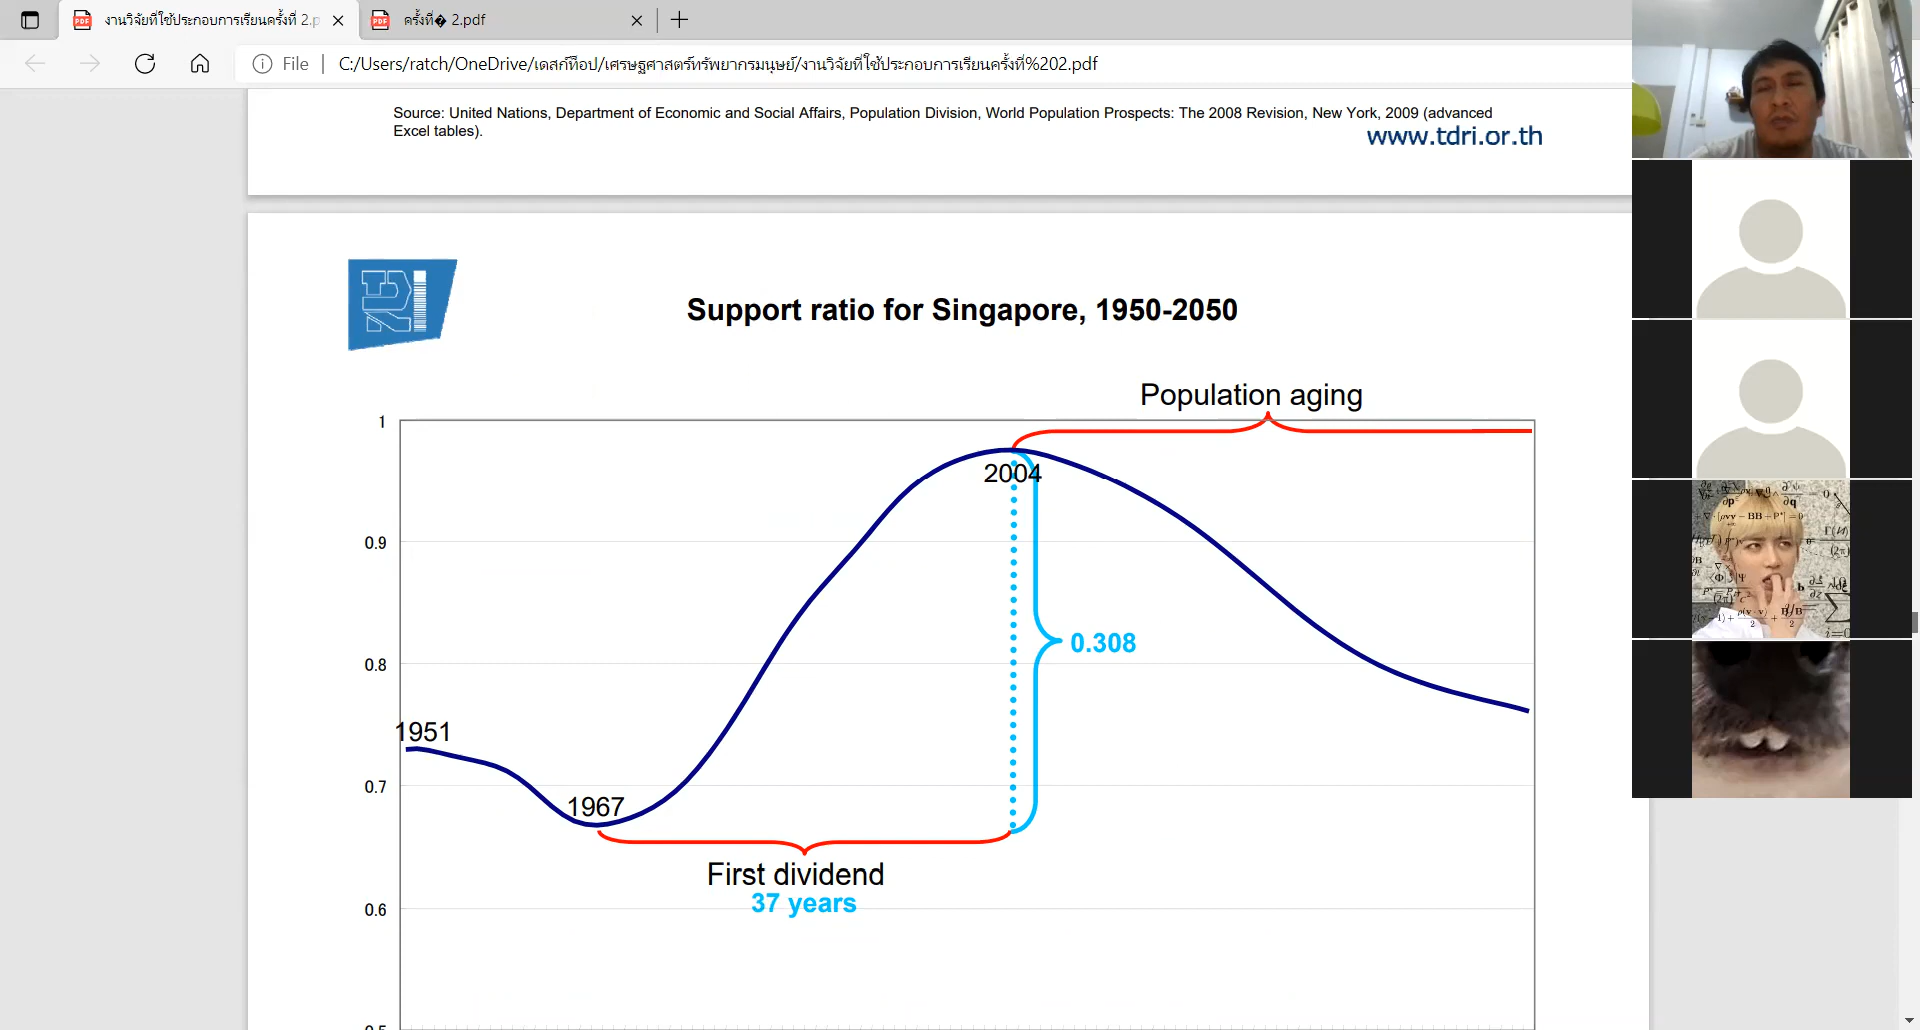 งานวิจัยที่ใช้ประกอบการเรียนครั้งที่ 2.p
ครั้งที่� 2.pdf
File
C:/Users/ratch/OneDrive/เดสก์ท็อป/เศรษฐศาสตร์ทรัพยากรมนุษย์/งานวิจัยที่ใช้ประกอบการเรียนครั้งที่%202.pdf
Source: United Nations, Department of Economic and Social Affairs, Population Division, World Population Prospects: The 2008 Revision, New York, 2009 (advanced
Excel tables).
www.tdri.or.th
Support ratio for Singapore, 1950-2050
Population aging
1
2004
0.9
0.308
0.8
1951
0.7
1967
First dividend
37 years
0.6